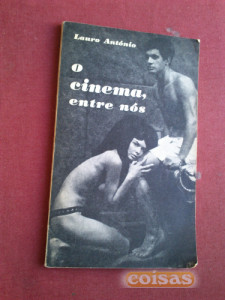 Lauro António
o
cinema,
entre nós
coisas